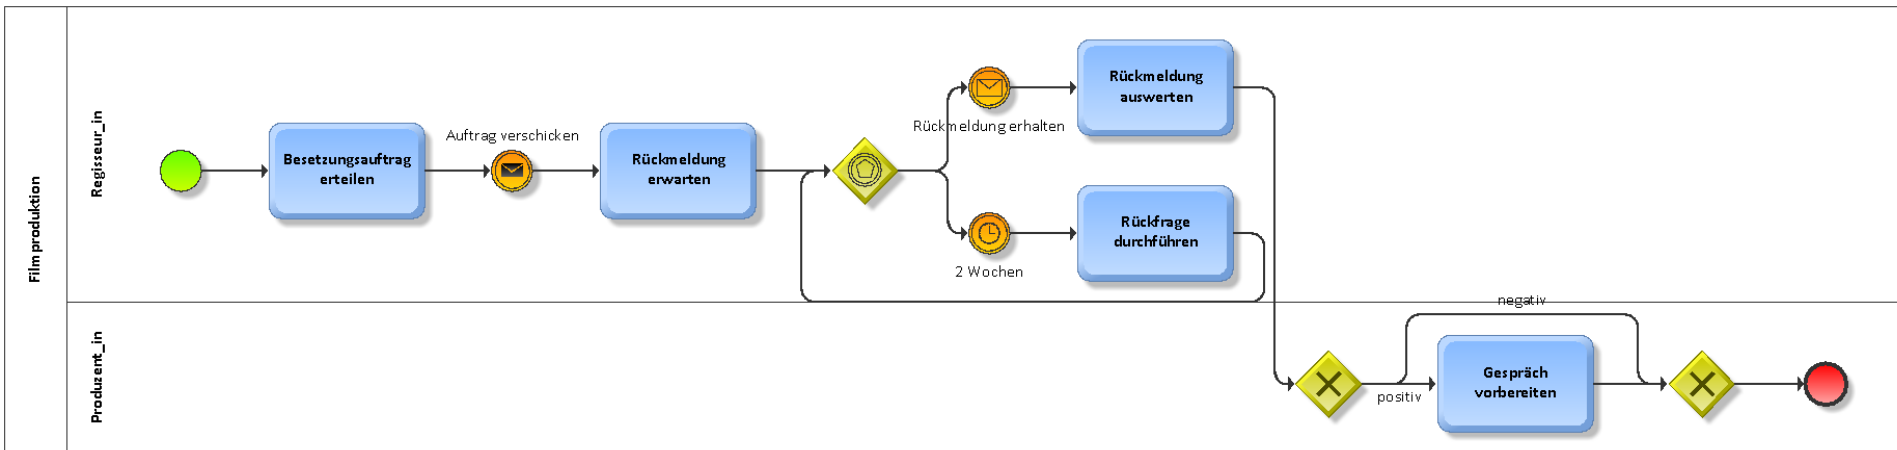 Filmproduktion
Regisseur_in
Besetzungsauftrag
erteilen
Auftrag verschicken
Rückmeldung
erwarten
Rückmeldung erhalten
2 Wochen
Rückmeldung
auswerten
Rückfrage
durchführen
Produzent_in
negativ
positiv
Gespräch
vorbereiten